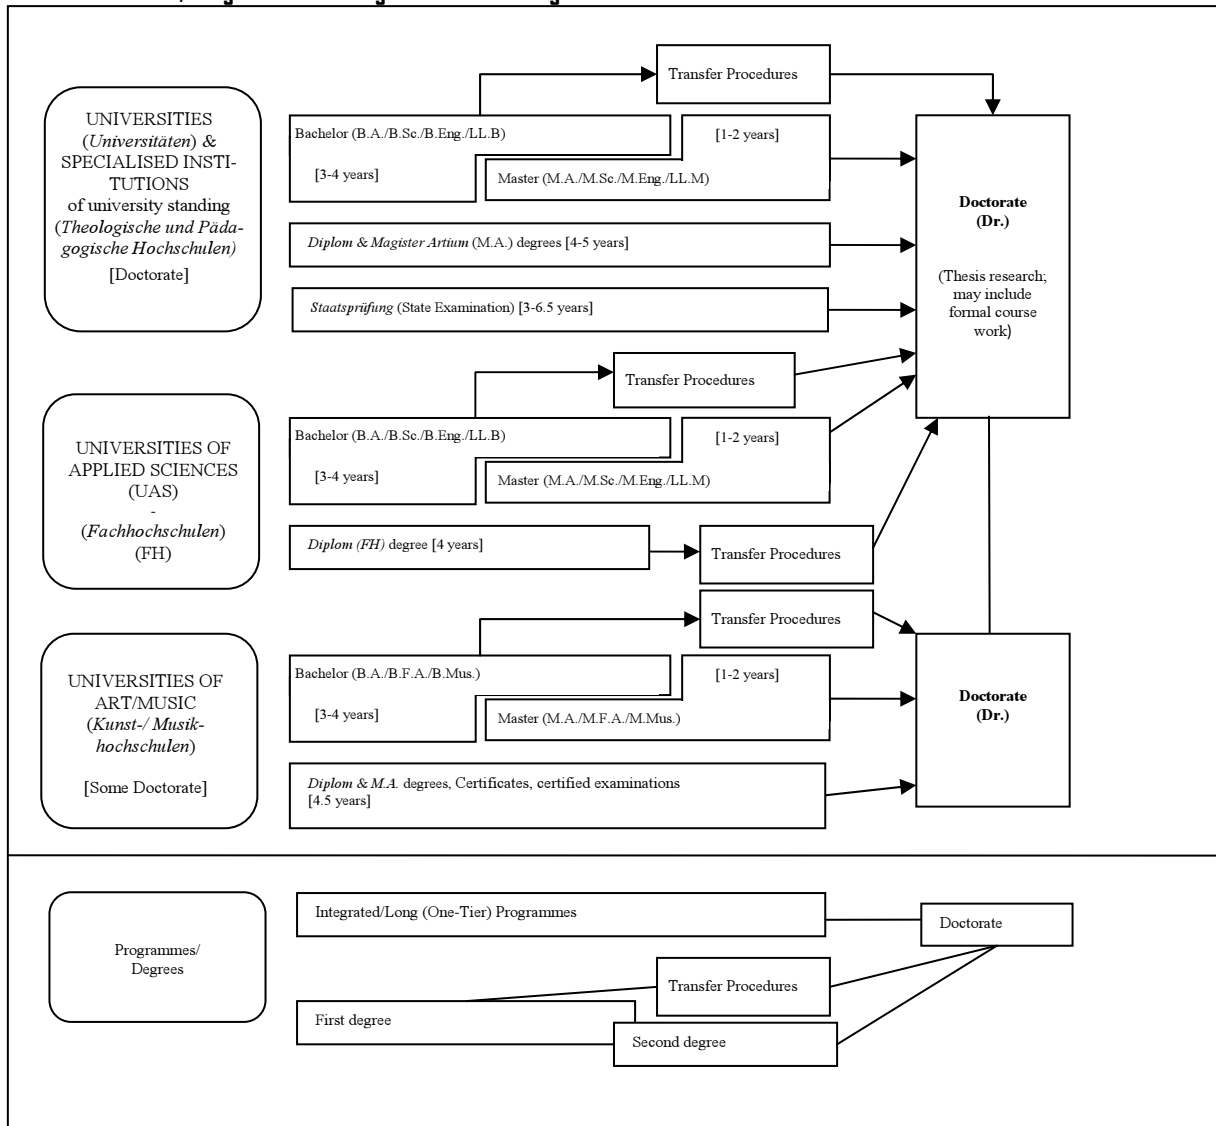 Transfer Procedures
UNIVERSITIES
(Universitäten) &
SPECIALISED INSTI-
TUTIONS
of university standing
(Theologische und Päda-
gogische Hochschulen)
[Doctorate]
Bachelor (B.A./B.Sc./B.Eng./LL.B)
[3-4 years]
[1-2 years]
Master (M.A./M.Sc./M.Eng./LL.M)
Diplom & Magister Artium (M.A.) degrees [4-5 years]
Staatsprüfung (State Examination) [3-6.5 years]
Doctorate
(Dr.)
(Thesis research;
may include
formal course
work)
Transfer Procedures
UNIVERSITIES OF
APPLIED SCIENCES
(UAS)
-
(Fachhochschulen)
(FH)
Bachelor (B.A./B.Sc./B.Eng./LL.B)
[3-4 years]
[1-2 years]
Master (M.A./M.Sc./M.Eng./LL.M)
Diplom (FH) degree [4 years]
Transfer Procedures
Transfer Procedures
UNIVERSITIES OF
ART/MUSIC
(Kunst-/ Musik-
hochschulen)
[Some Doctorate]
Bachelor (B.A./B.F.A./B.Mus.)
[3-4 years]
[1-2 years]
Master (M.A./M.F.A./M.Mus.)
Diplom & M.A. degrees, Certificates, certified examinations
[4.5 years]
Doctorate
(Dr.)
Programmes/
Degrees
Integrated/Long (One-Tier) Programmes
Doctorate
Transfer Procedures
First degree
Second degree